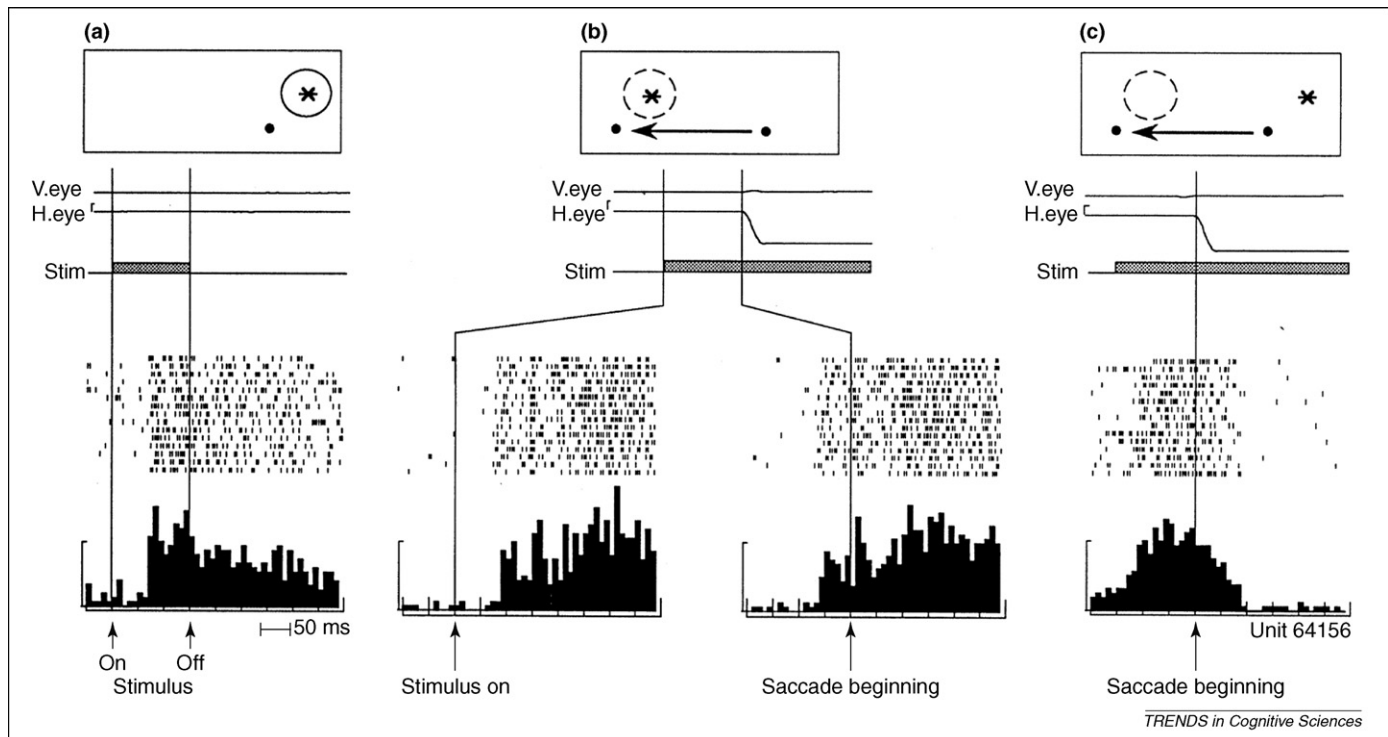 (a)
(b)
(c)
V.eye
H.eye r
Stim
V.eye
H.eye r
Stim
V.eye
H.eye
Stim
50 ms
Unit 64156
On
Off
Stimulus
Stimulus on
Saccade beginning
Saccade beginning
TRENDS in Cognitive Sciences